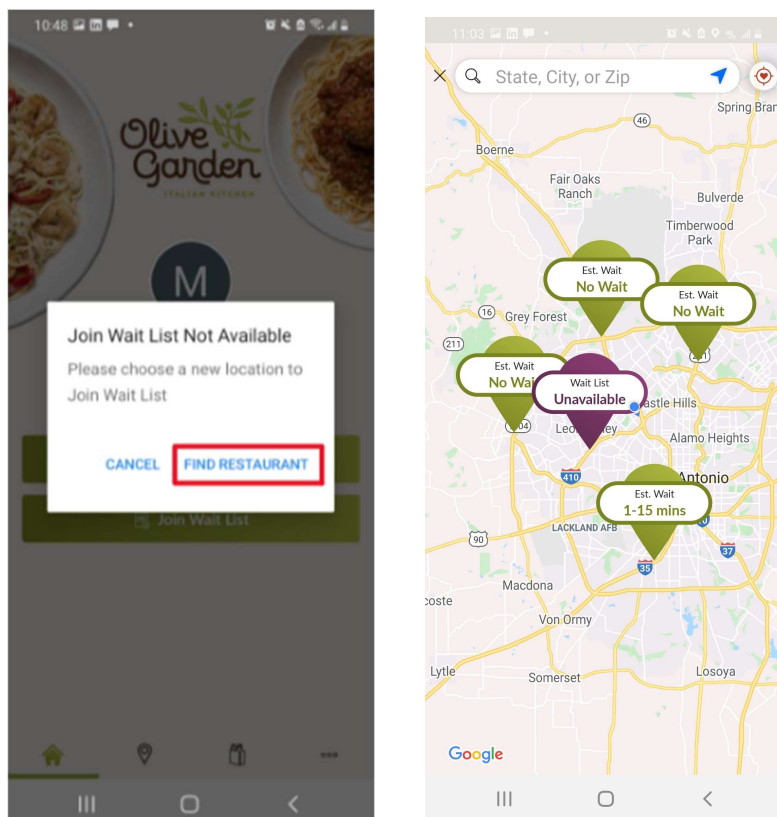 10:48
Olive
Garden
ITALIAN KITCHEN
M
Join Wait List Not Available
Please choose a new location to
Join Wait List
CANCEL FIND RESTAURANT
Join Wait List
11:03
State, City, or Zip
Spring Bran
46
Boerne
Fair Oaks
Ranch
Bulverde
Timberwood
Park
Est. Wait
No Wait
Est. Wait
No Wait
16
Grey Forest
211
Est. Wait
No Wai
Wait List
Unavailable
astle Hills
Leo ey
04
Alamo Heights
410
Antonio
Est. Wait
1-15 mins
LACKLAND AFB
90
37
35
Macdona
coste
Von Ormy
Lytle
Somerset
Losoya
Google